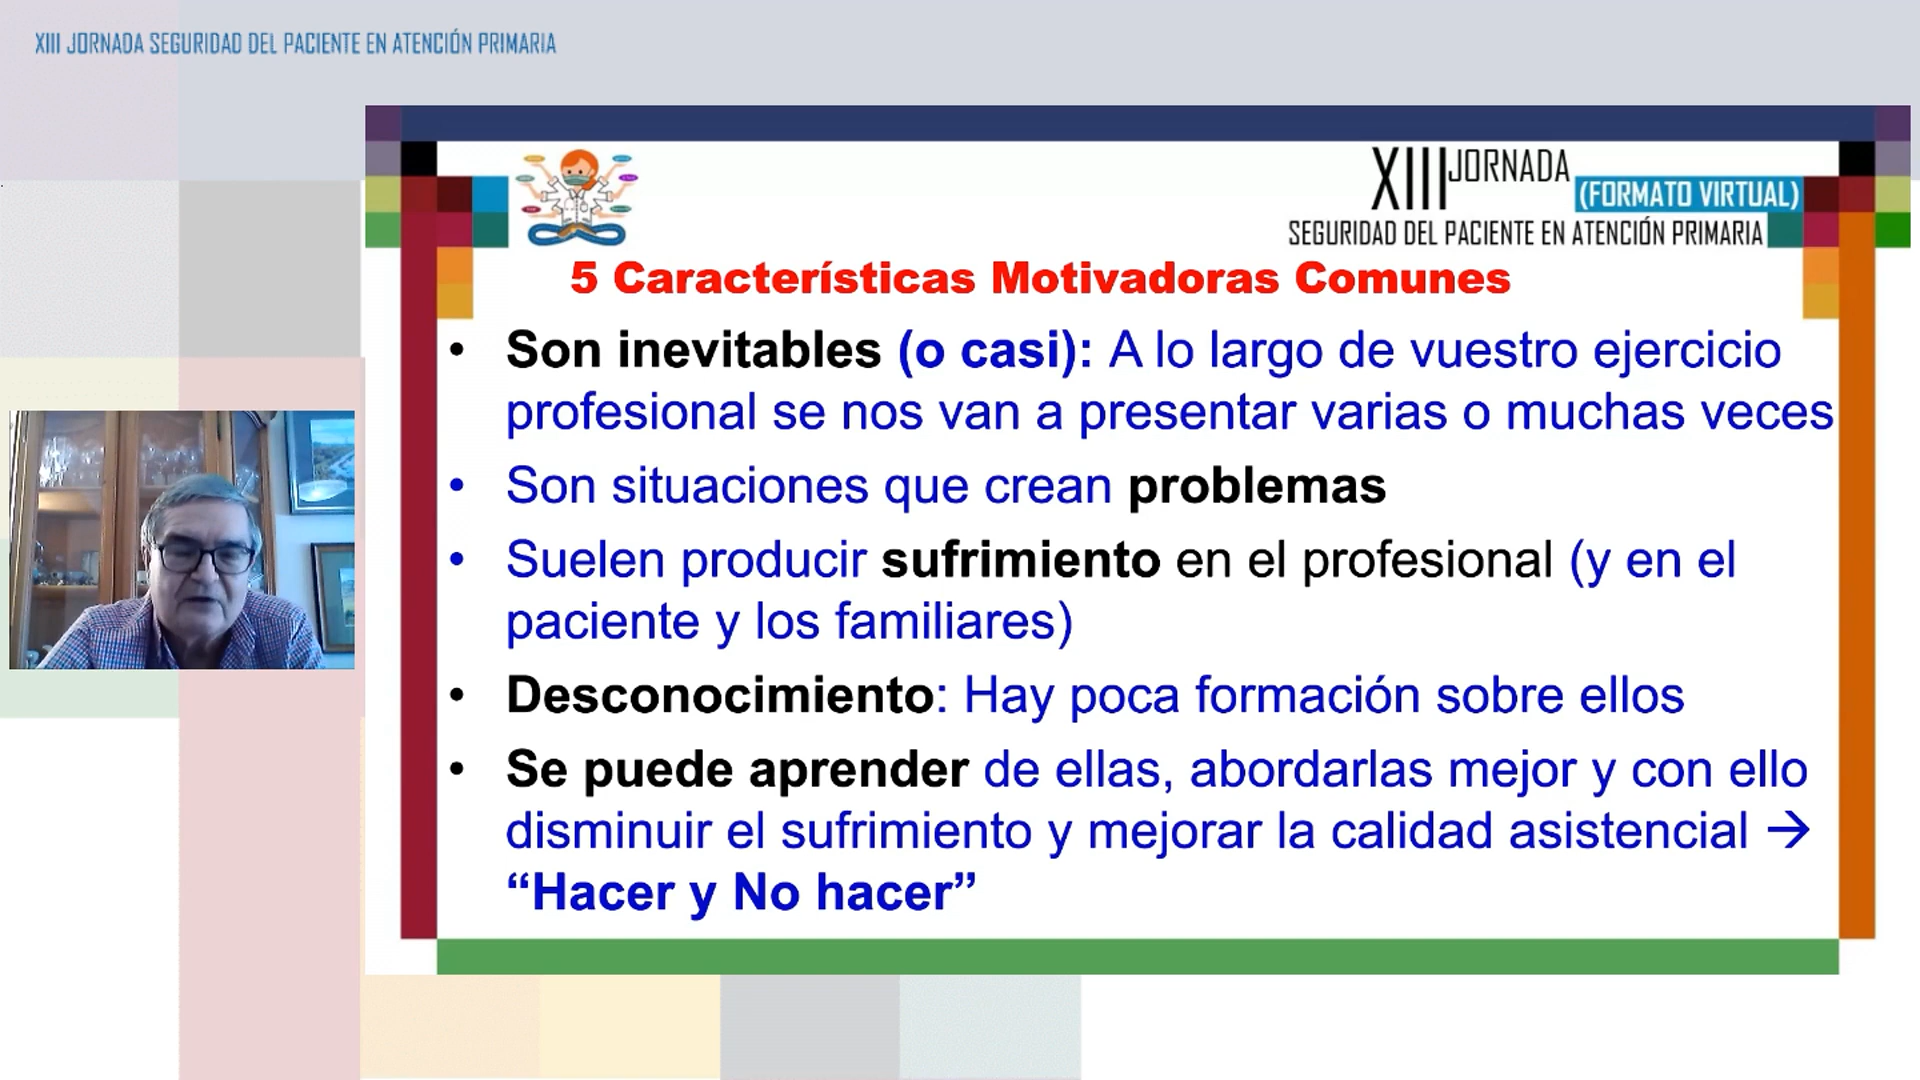 XIII JORNADA SEGURIDAD DEL PACIENTE EN ATENCIÓN PRIMARIA
XIII JORNADA
(FORMATO VIRTUAL)
SEGURIDAD DEL PACIENTE EN ATENCIÓN PRIMARIA
5 Características Motivadoras Comunes
• Son inevitables (o casi): A lo largo de vuestro ejercicio
profesional se nos van a presentar varias o muchas veces
• Son situaciones que crean problemas
• Suelen producir sufrimiento en el profesional (y en el
paciente y los familiares)
• Desconocimiento: Hay poca formación sobre ellos
• Se puede aprender de ellas, abordarlas mejor y con ello
disminuir el sufrimiento y mejorar la calidad asistencial →
“Hacer y No hacer”